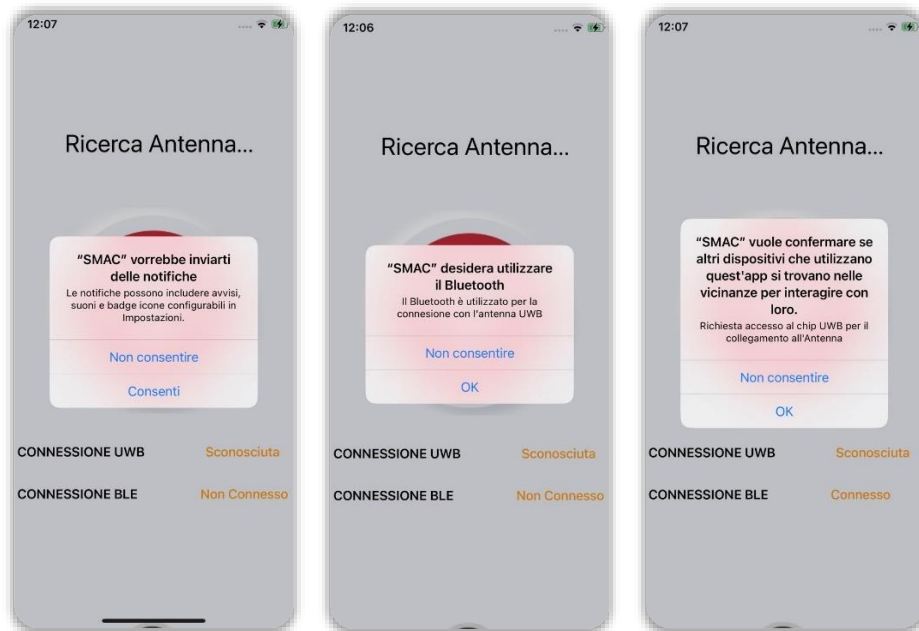 12:07
Ricerca Antenna...
“SMAC” vorrebbe inviarti
delle notifiche
Le notifiche possono includere avvisi,
suoni e badge icone configurabili in
Impostazioni.
Non consentire
Consenti
CONNESSIONE UWB Sconosciuta
CONNESSIONE BLE Non Connesso
12:06
Ricerca Antenna...
“SMAC” desidera utilizzare
il Bluetooth
Il Bluetooth è utilizzato per la
connesione con l'antenna UWB
Non consentire
OK
CONNESSIONE UWB Sconosciuta
CONNESSIONE BLE Non Connesso
12:07
Ricerca Antenna...
“SMAC” vuole confermare se
altri dispositivi che utilizzano
quest'app si trovano nelle
vicinanze per interagire con
loro.
Richiesta accesso al chip UWB per il
collegamento all'Antenna
Non consentire
OK
CONNESSIONE UWB Sconosciuta
CONNESSIONE BLE Connesso